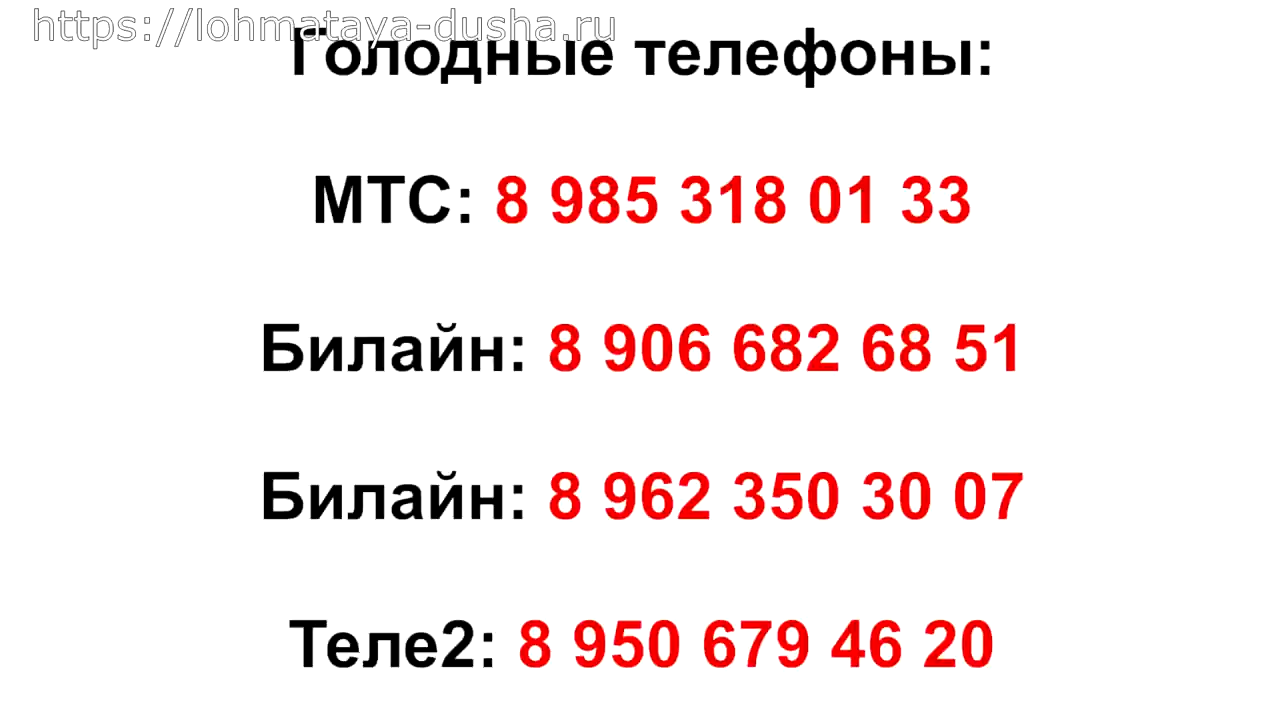 https://lohmataya-dusha.ru
Голодные телефоны:
МТС: 8 985 318 01 33
Билайн: 8 906 682 68 51
Билайн: 8 962 350 30 07
Теле2: 8 950 679 46 20